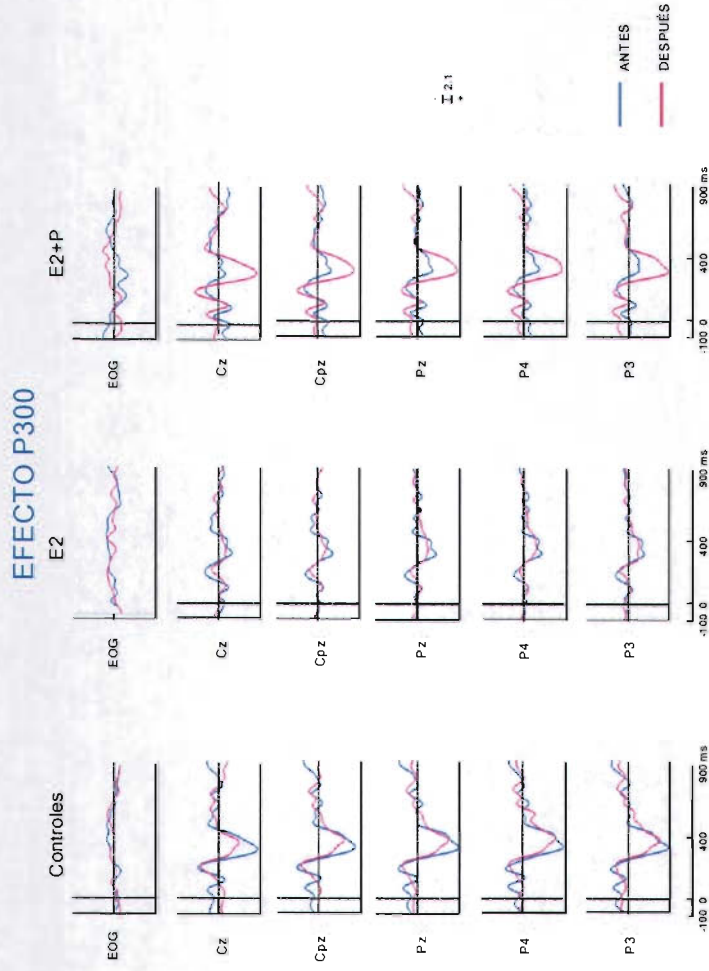 EFECTO P300
Controles
E2
E2+P
EOG
EOG
EOG
Cz
Cz
Cz
Cpz
Cpz
Cpz
Pz
Pz
Pz
P4
P4
P4
P3
P3
P3
-100 0 400 900 ms
-100 0 400 900 ms
-100 0 400 900 ms
2.1
+
ANTES
DESPUÉS